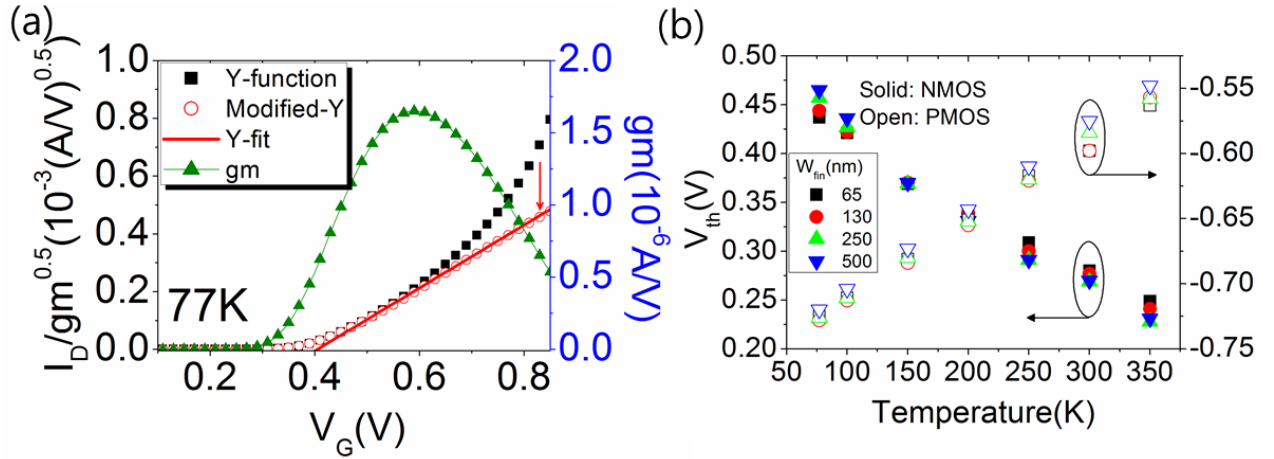 (a)
I_D/gm^0.5(10^-3(A/V)^0.5)
1.0
0.8
0.6
0.4
0.2
0.0
Y-function
Modified-Y
Y-fit
gm
77K
0.2 0.4 0.6 0.8
V_G(V)
2.0
1.5
1.0
0.5
0.0
gm(10^-6 A/V)
(b)
V_th(V)
0.50
0.45
0.40
0.35
0.30
0.25
0.20
Solid: NMOS
Open: PMOS
W_fin(nm)
65
130
250
500
50 100 150 200 250 300 350
Temperature(K)
-0.55
-0.60
-0.65
-0.70
-0.75